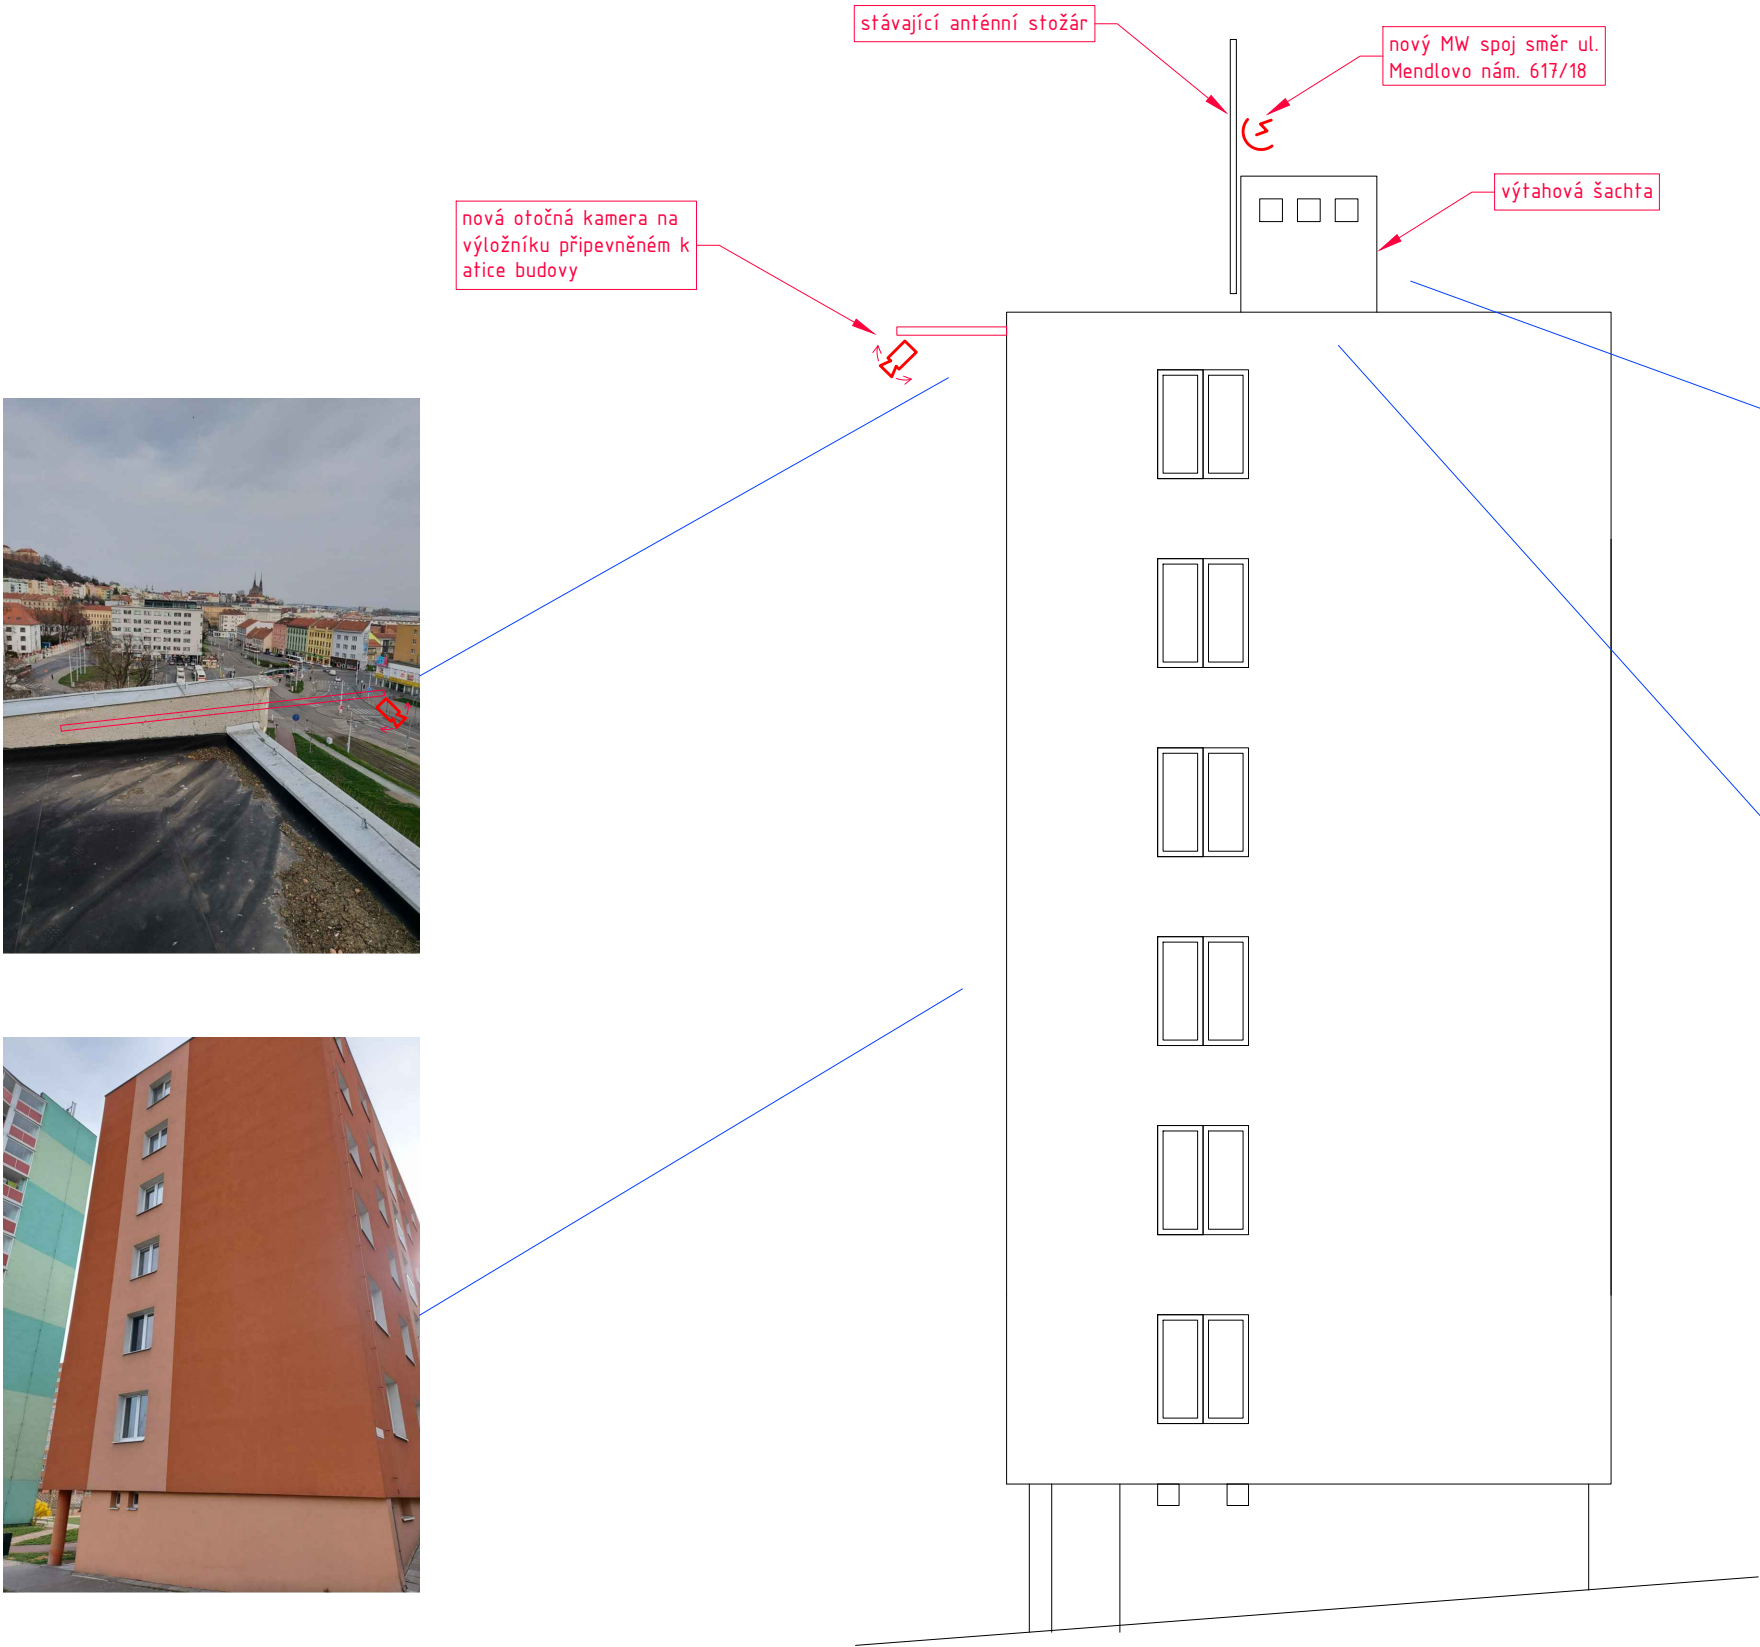 stávající anténní stožár
nový MW spoj směr ul.
Mendlovo nám. 617/18
výtahová šachta
nová otočná kamera na
výložníku připevněném k
atice budovy